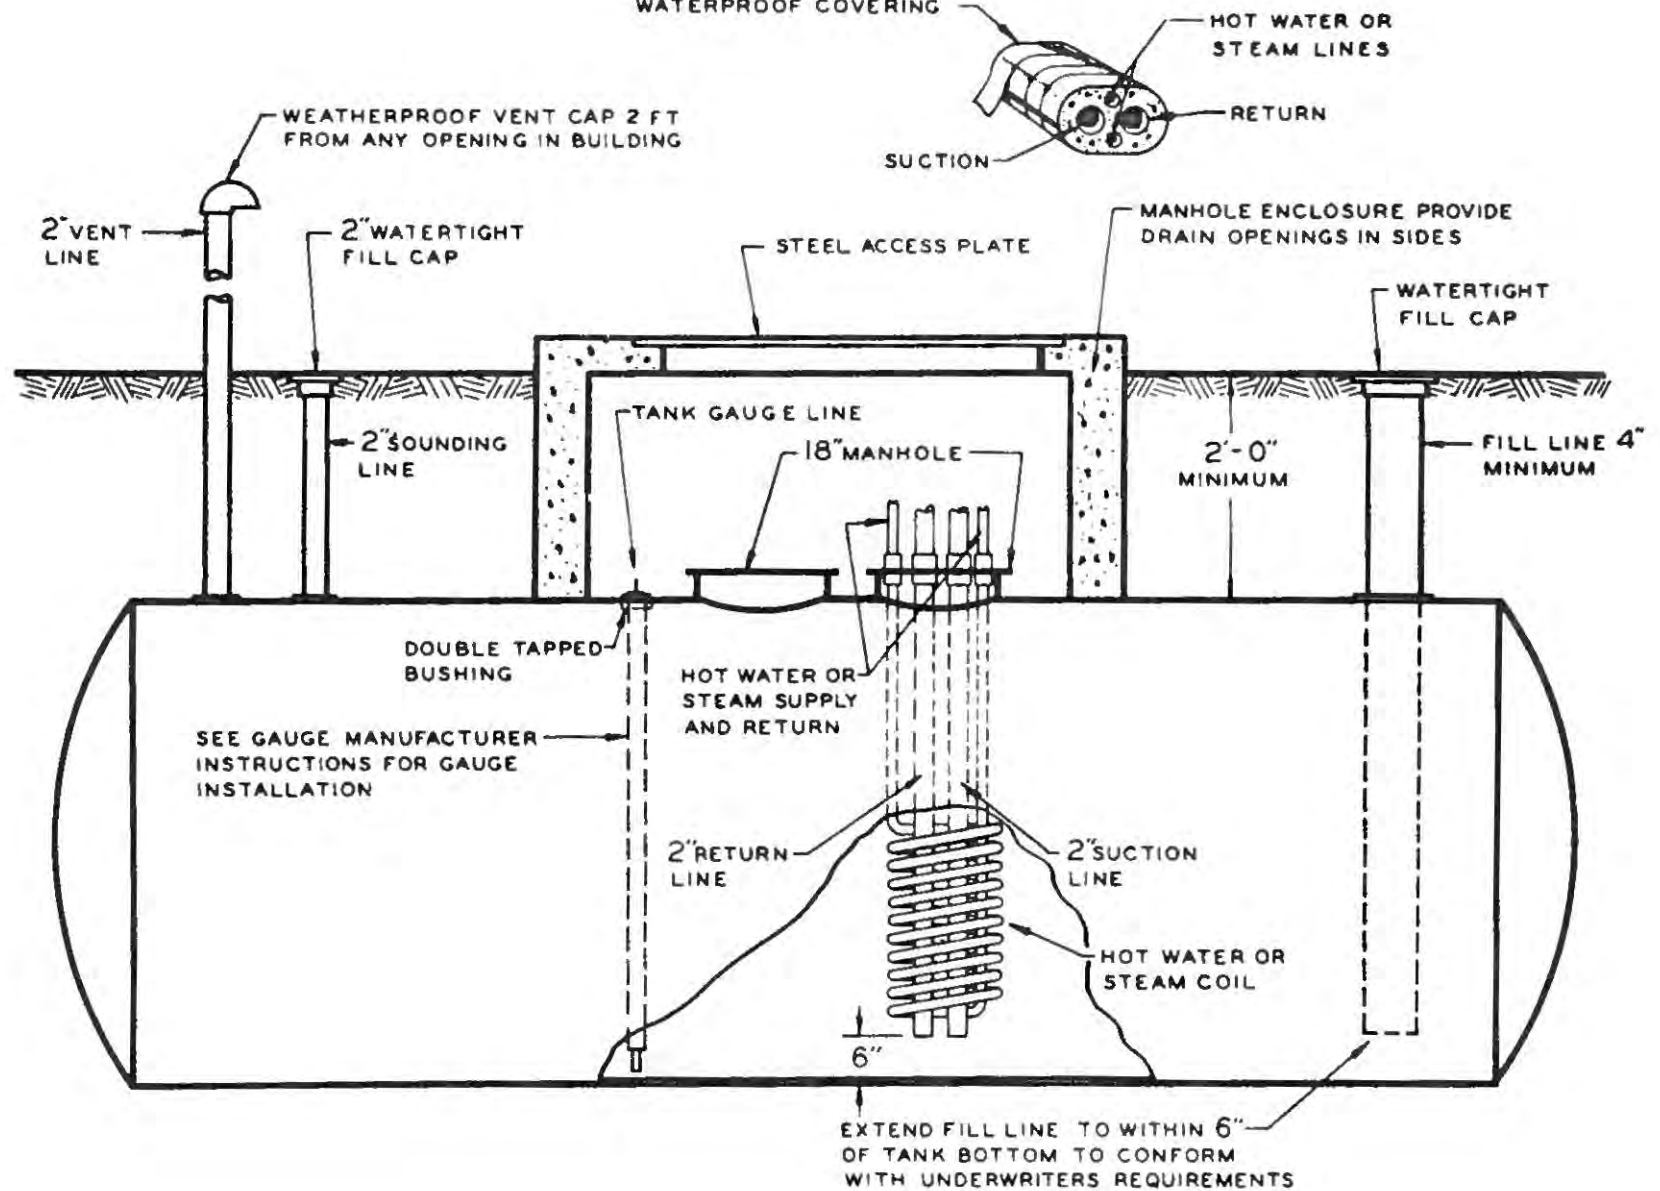 WATERPROOF COVERING
HOT WATER OR
STEAM LINES
RETURN
SUCTION
WEATHERPROOF VENT CAP 2 FT
FROM ANY OPENING IN BUILDING
2" VENT
LINE
2" WATERTIGHT
FILL CAP
STEEL ACCESS PLATE
MANHOLE ENCLOSURE PROVIDE
DRAIN OPENINGS IN SIDES
WATERTIGHT
FILL CAP
TANK GAUGE LINE
2" SOUNDING
LINE
18" MANHOLE
2'-0"
MINIMUM
FILL LINE 4"
MINIMUM
DOUBLE TAPPED
BUSHING
HOT WATER OR
STEAM SUPPLY
AND RETURN
SEE GAUGE MANUFACTURER
INSTRUCTIONS FOR GAUGE
INSTALLATION
2" RETURN
LINE
2" SUCTION
LINE
HOT WATER OR
STEAM COIL
6"
EXTEND FILL LINE TO WITHIN 6"
OF TANK BOTTOM TO CONFORM
WITH UNDERWRITERS REQUIREMENTS